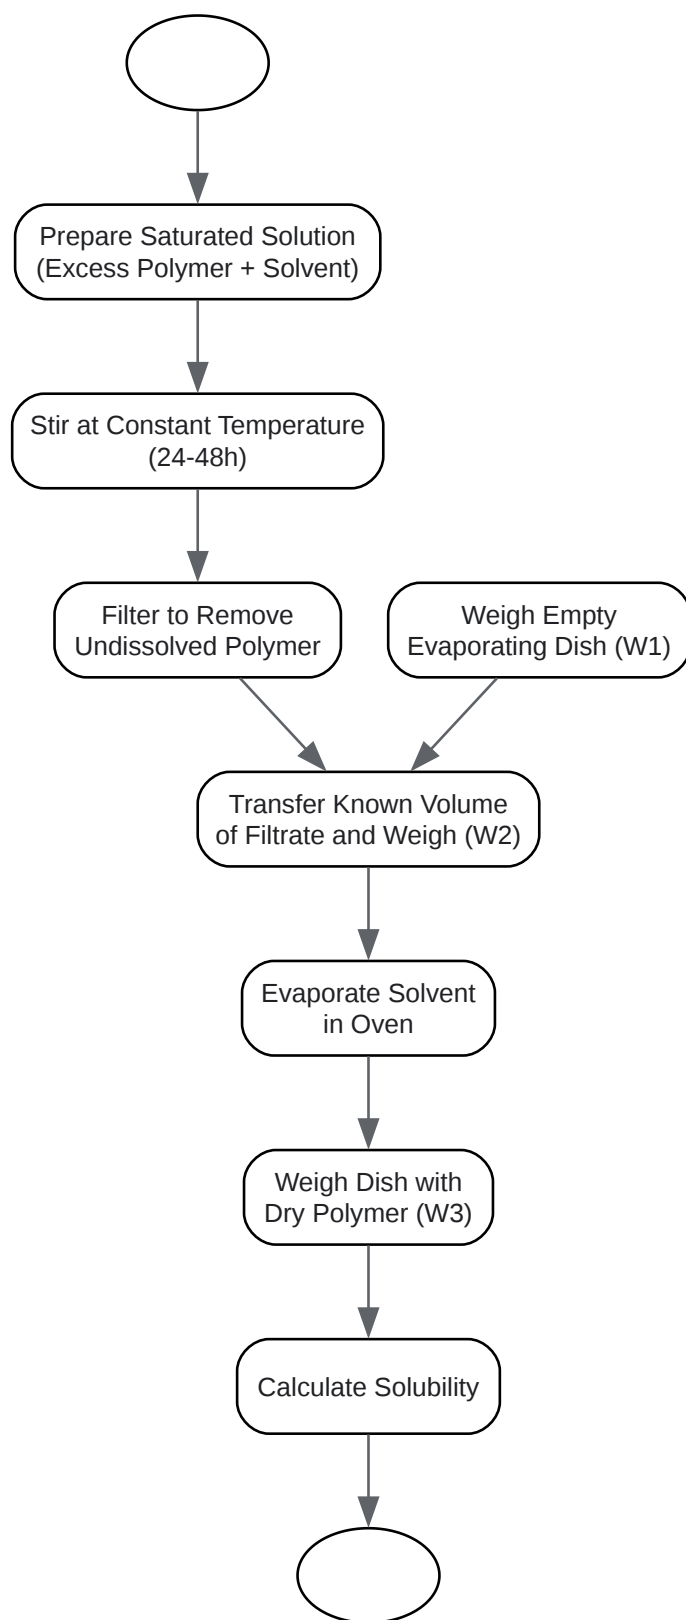 Prepare Saturated Solution
(Excess Polymer + Solvent)
Stir at Constant Temperature
(24-48h)
Filter to Remove
Undissolved Polymer
Weigh Empty
Evaporating Dish (W1)
Transfer Known Volume
of Filtrate and Weigh (W2)
Evaporate Solvent
in Oven
Weigh Dish with
Dry Polymer (W3)
Calculate Solubility